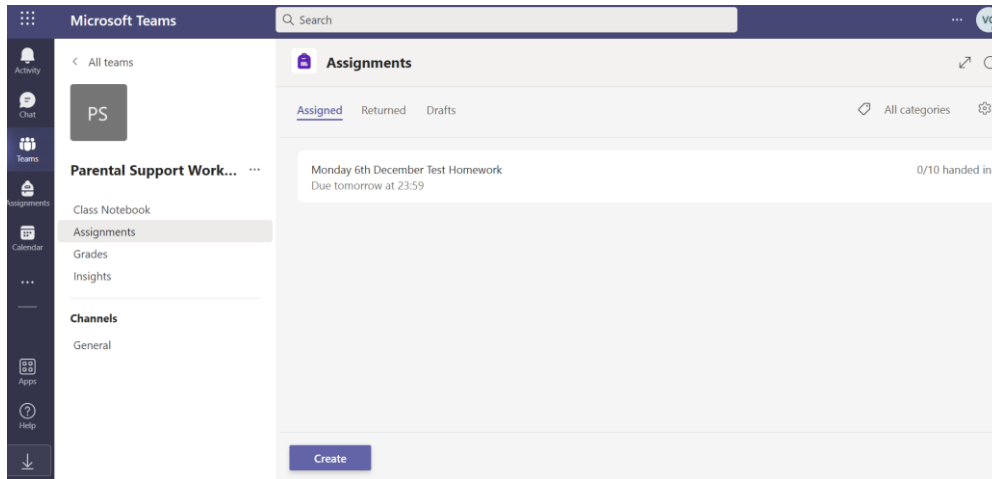 Microsoft Teams
Search
VC
Activity
Chat
Teams
Assignments
Calendar
Apps
Help
All teams
PS
Parental Support Work...
Class Notebook
Assignments
Grades
Insights
Channels
General
Assignments
Assigned Returned Drafts All categories
Monday 6th December Test Homework 0/10 handed in
Due tomorrow at 23:59
Create